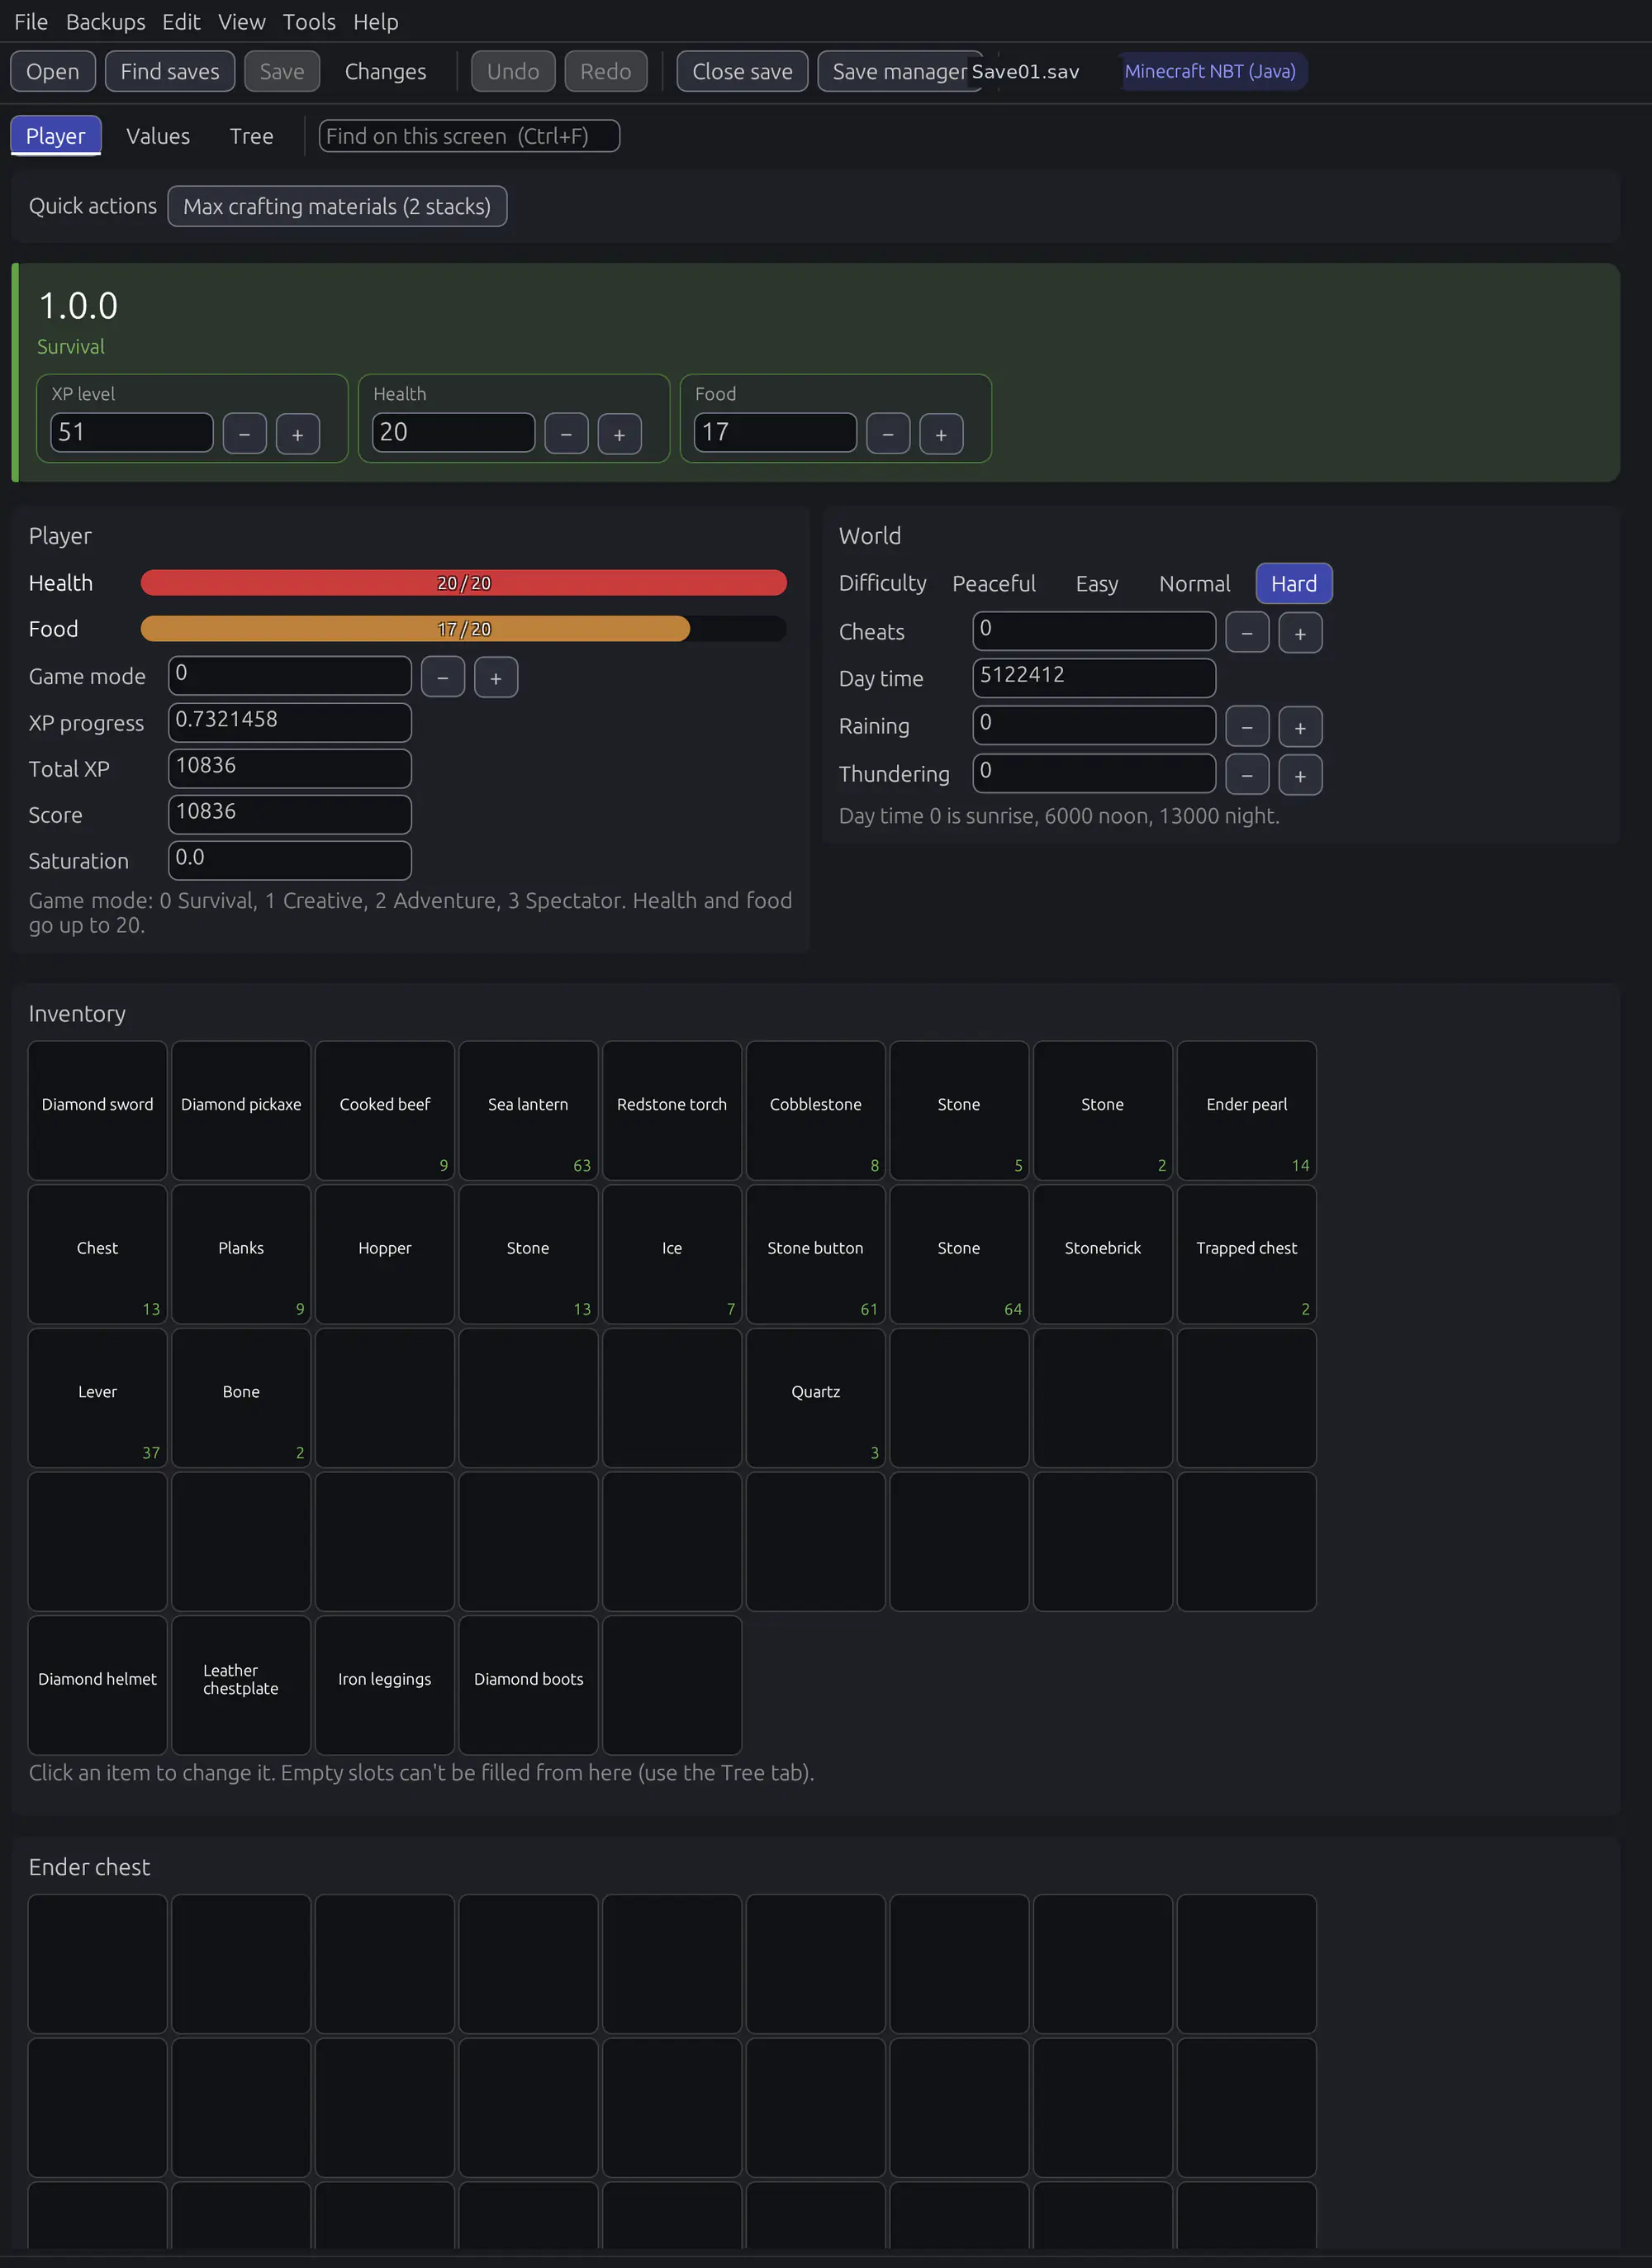 File Backups Edit View Tools Help
Open Find saves Save Changes Undo Redo Close save Save manager Save01.sav Minecraft NBT (Java)
Player Values Tree Find on this screen (Ctrl+F)
Quick actions Max crafting materials (2 stacks)
1.0.0
Survival
XP level Health Food
51 − + 20 − + 17 − +
Player
Health 20 / 20
Food 17 / 20
Game mode 0 − +
XP progress 0.7321458
Total XP 10836
Score 10836
Saturation 0.0
Game mode: 0 Survival, 1 Creative, 2 Adventure, 3 Spectator. Health and food
go up to 20.
World
Difficulty Peaceful Easy Normal Hard
Cheats 0 − +
Day time 5122412
Raining 0 − +
Thundering 0 − +
Day time 0 is sunrise, 6000 noon, 13000 night.
Inventory
Diamond sword Diamond pickaxe Cooked beef Sea lantern Redstone torch Cobblestone Stone Stone Ender pearl
9 63 8 5 2 14
Chest Planks Hopper Stone Ice Stone button Stone Stonebrick Trapped chest
13 9 13 7 61 64 2
Lever Bone Quartz
37 2 3
Diamond helmet Leather chestplate Iron leggings Diamond boots
Click an item to change it. Empty slots can't be filled from here (use the Tree tab).
Ender chest